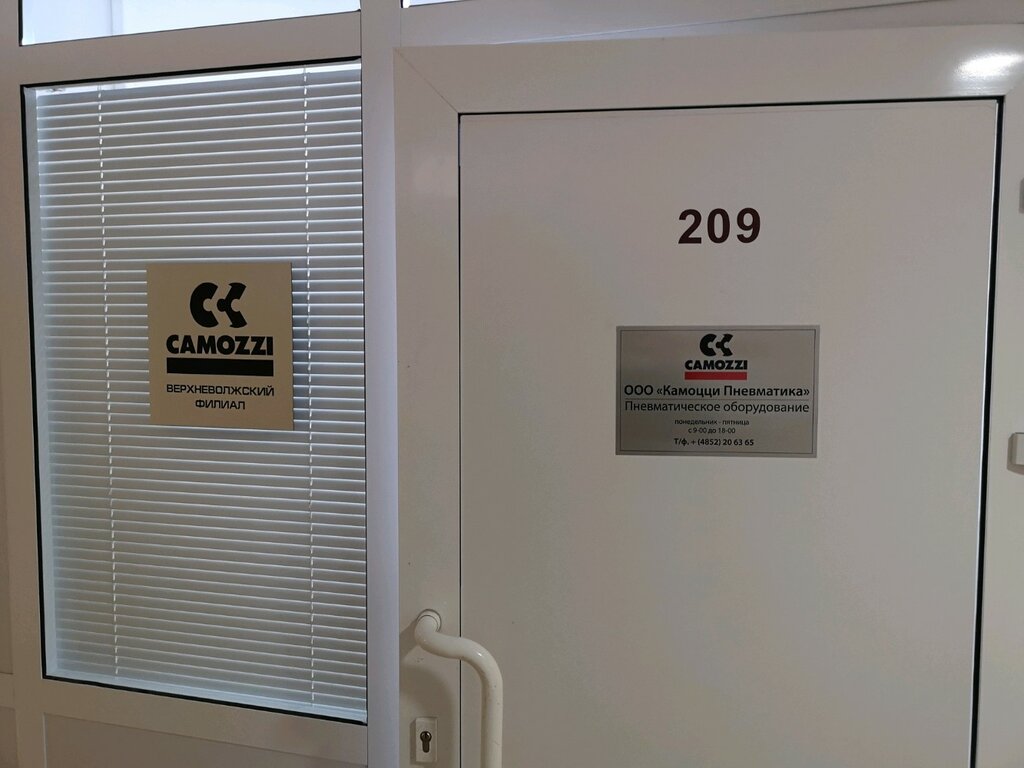 CAMOZZI
ВЕРХНЕВОЛЖСКИЙ
ФИЛИАЛ
209
CAMOZZI
ООО «Камоцци Пневматика»
Пневматическое оборудование
понедельник - пятница
с 9-00 до 18-00
Т/ф. + (4852) 20 63 65